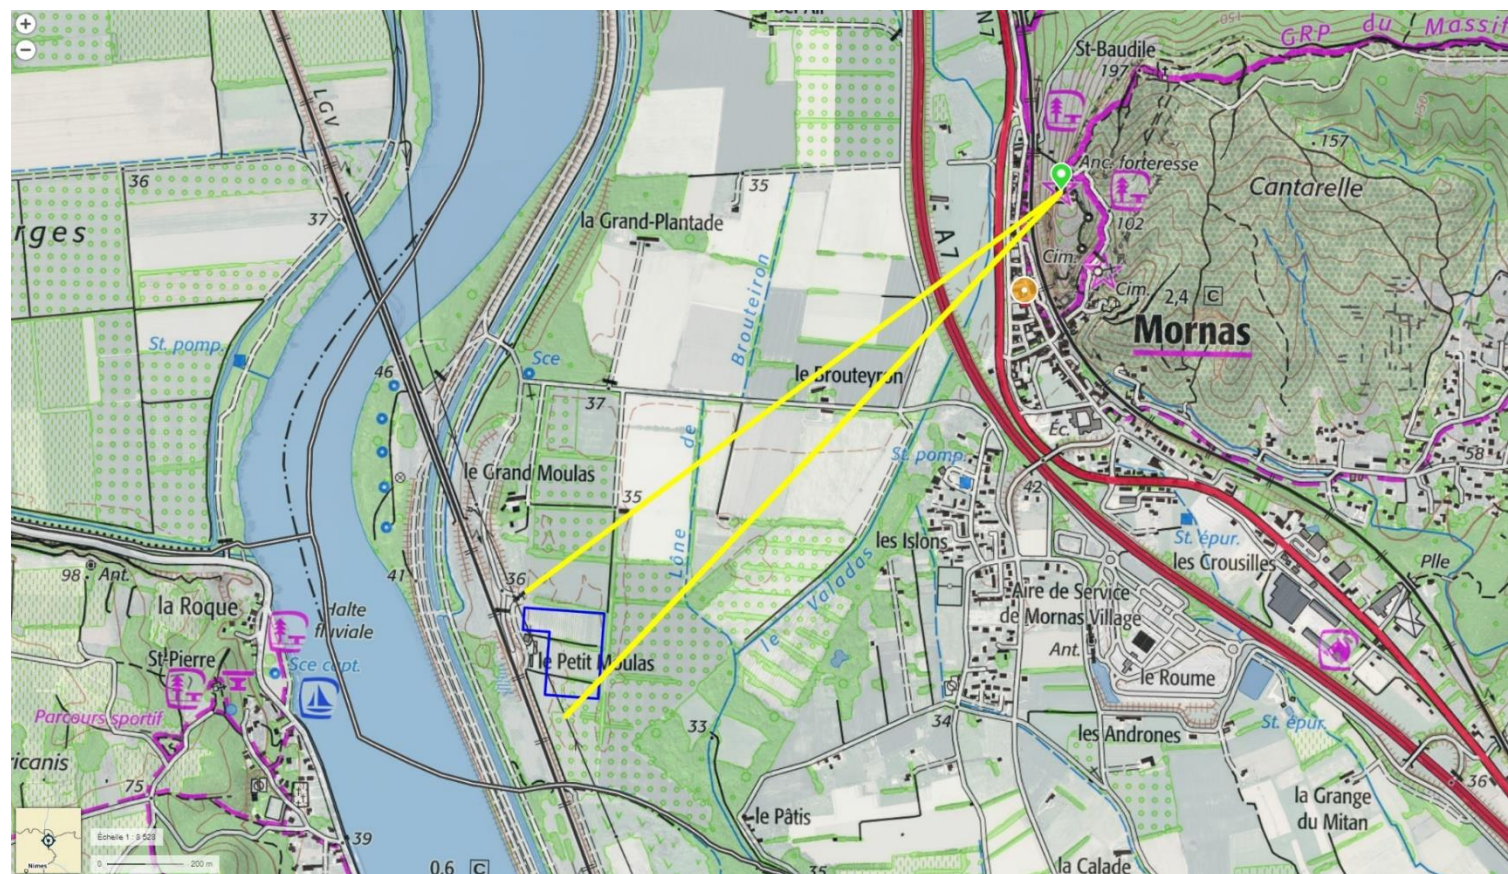 +
−
LGV
36
37
rges
St. pomp.
46
la Grand-Plantade
35
Brouteiron
de
Lône
Sce
37
le Brouteyron
le Grand Moulas
35
36
41
le Petit Moulas
98
Ant.
la Roque
Halte
fluviale
St-Pierre
Sce capt.
Parcours sportif
ricanis
75
39
0,6
C
Échelle 1 : 8 528
0
200 m
Nîmes
N7
A7
St-Baudile
197
GRP du Massif
150
150
157
Anc. forteresse
Cantarelle
102
Cim.
Cim.
2,4
C
Mornas
Éc.
58
St. pomp.
42
les Islons
le Valadas
St. épur.
les Crousilles
Plle
Aire de Service
de Mornas Village
Ant.
le Roume
St. épur.
33
34
les Andrones
36
la Grange
du Mitan
le Pâtis
35
la Calade